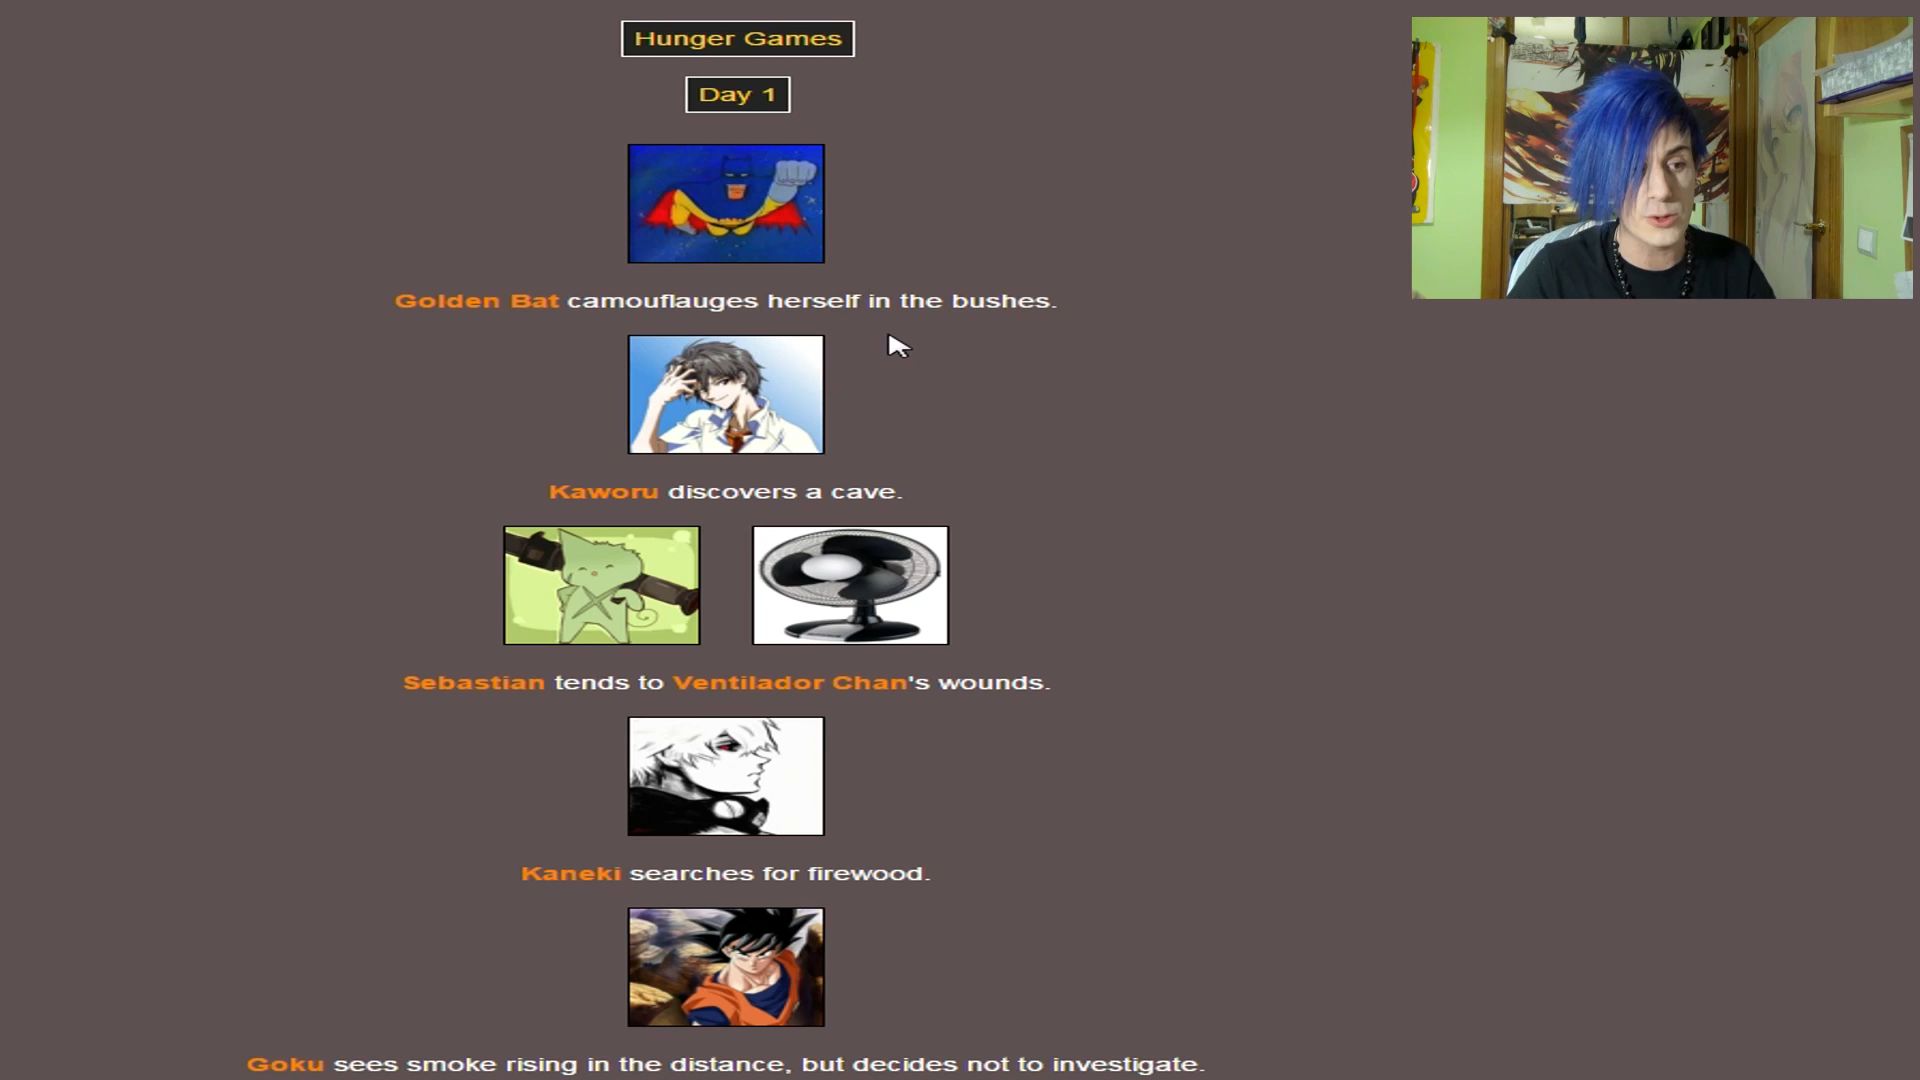 Hunger Games
Day 1
Golden Bat camouflauges herself in the bushes.
Kaworu discovers a cave.
Sebastian tends to Ventilador Chan's wounds.
Kaneki searches for firewood.
Goku sees smoke rising in the distance, but decides not to investigate.